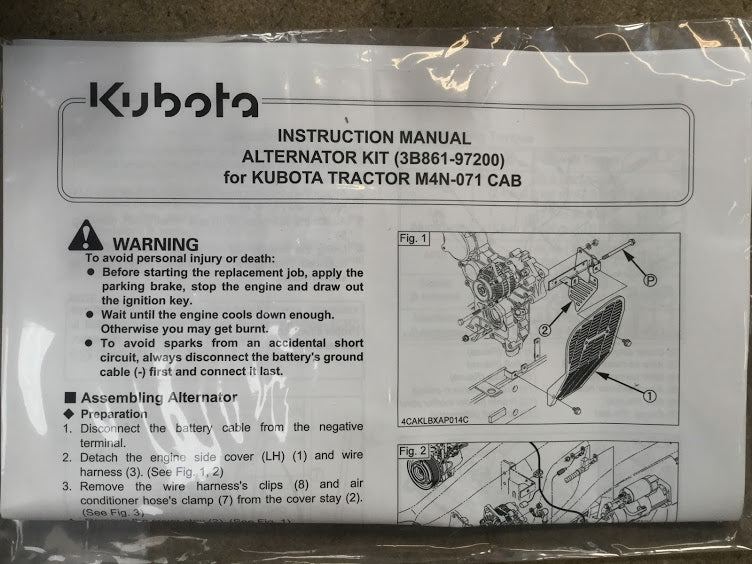 Kubota
INSTRUCTION MANUAL
ALTERNATOR KIT (3B861-97200)
for KUBOTA TRACTOR M4N-071 CAB
WARNING
To avoid personal injury or death:
● Before starting the replacement job, apply the
parking brake, stop the engine and draw out
the ignition key.
● Wait until the engine cools down enough.
Otherwise you may get burnt.
● To avoid sparks from an accidental short
circuit, always disconnect the battery's ground
cable (-) first and connect it last.
■ Assembling Alternator
◆ Preparation
1. Disconnect the battery cable from the negative
terminal.
2. Detach the engine side cover (LH) (1) and wire
harness (3). (See Fig. 1, 2)
3. Remove the wire harness's clips (8) and air
conditioner hose's clamp (7) from the cover stay (2).
(See Fig. 3)
(2). (See Fig. 1)
Fig. 1
P
2
1
4CAKLBXAP014C
Fig. 2